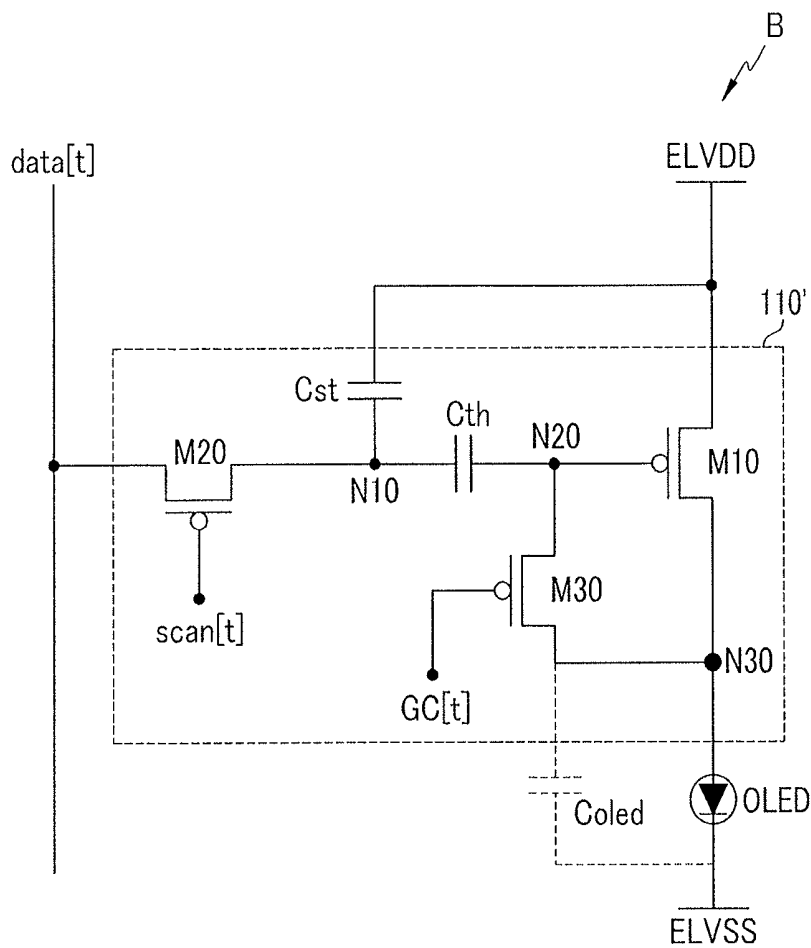 B
data[t]
ELVDD
110'
Cst
Cth
M20
N20
M10
N10
M30
scan[t]
N30
GC[t]
Coled
OLED
ELVSS